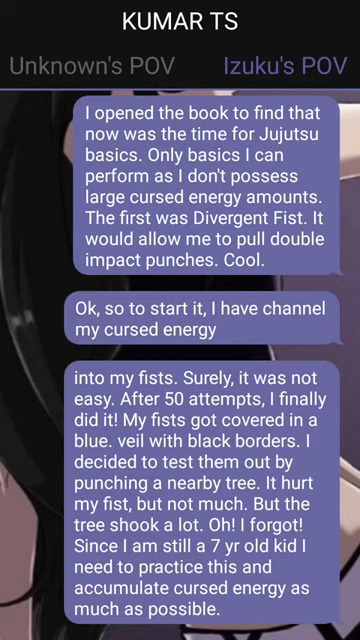 KUMAR TS
Unknown's POV Izuku's POV
I opened the book to find that
now was the time for Jujutsu
basics. Only basics I can
perform as I don't possess
large cursed energy amounts.
The first was Divergent Fist. It
would allow me to pull double
impact punches. Cool.
Ok, so to start it, I have channel
my cursed energy
into my fists. Surely, it was not
easy. After 50 attempts, I finally
did it! My fists got covered in a
blue. veil with black borders. I
decided to test them out by
punching a nearby tree. It hurt
my fist, but not much. But the
tree shook a lot. Oh! I forgot!
Since I am still a 7 yr old kid I
need to practice this and
accumulate cursed energy as
much as possible.